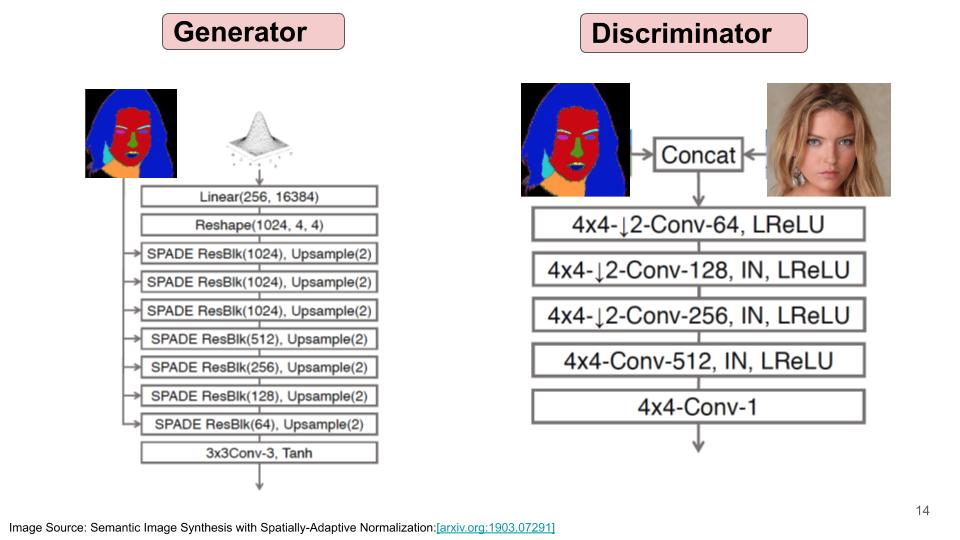 Generator
Linear(256, 16384)
Reshape(1024, 4, 4)
SPADE ResBlk(1024), Upsample(2)
SPADE ResBlk(1024), Upsample(2)
SPADE ResBlk(1024), Upsample(2)
SPADE ResBlk(512), Upsample(2)
SPADE ResBlk(256), Upsample(2)
SPADE ResBlk(128), Upsample(2)
SPADE ResBlk(64), Upsample(2)
3x3Conv-3, Tanh
Discriminator
Concat
4x4-↓2-Conv-64, LReLU
4x4-↓2-Conv-128, IN, LReLU
4x4-↓2-Conv-256, IN, LReLU
4x4-Conv-512, IN, LReLU
4x4-Conv-1
14
Image Source: Semantic Image Synthesis with Spatially-Adaptive Normalization:[arxiv.org:1903.07291]